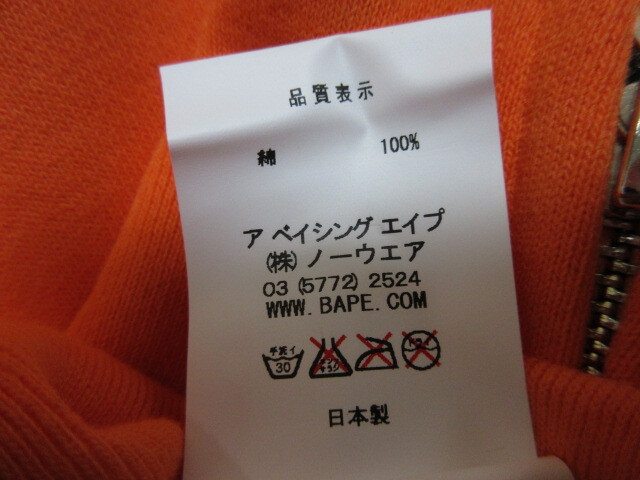 品質表示
綿 100%
ア ベイシング エイプ
(株) ノーウエア
03 (5772) 2524
WWW. BAPE. COM
手洗イ
30
日本製